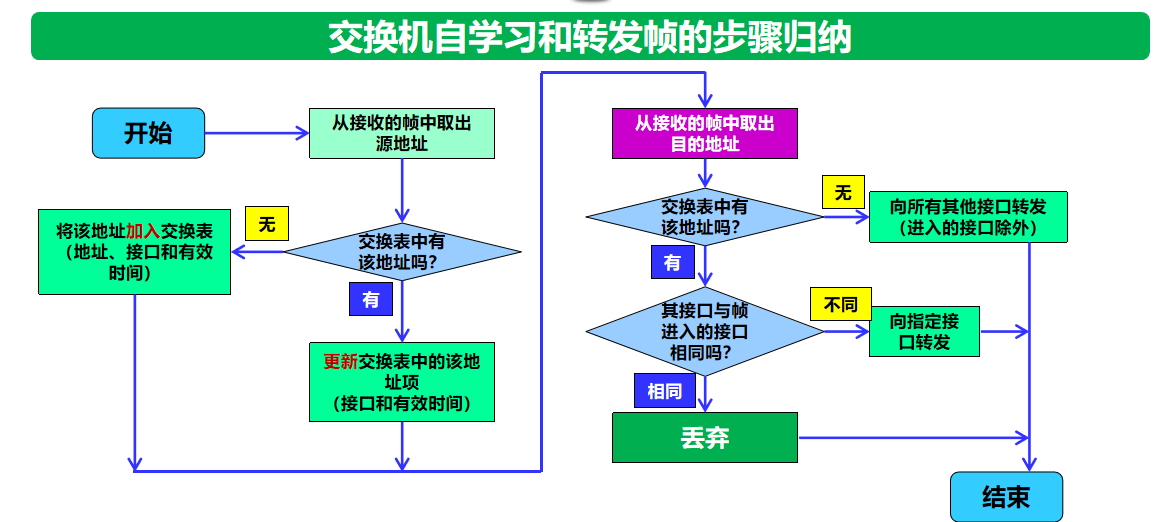 交换机自学习和转发帧的步骤归纳
开始
从接收的帧中取出
源地址
交换表中有
该地址吗？
无
将该地址加入交换表
（地址、接口和有效
时间）
有
更新交换表中的该地
址项
（接口和有效时间）
从接收的帧中取出
目的地址
交换表中有
该地址吗？
无
向所有其他接口转发
（进入的接口除外）
有
其接口与帧
进入的接口
相同吗？
不同
向指定接
口转发
相同
丢弃
结束